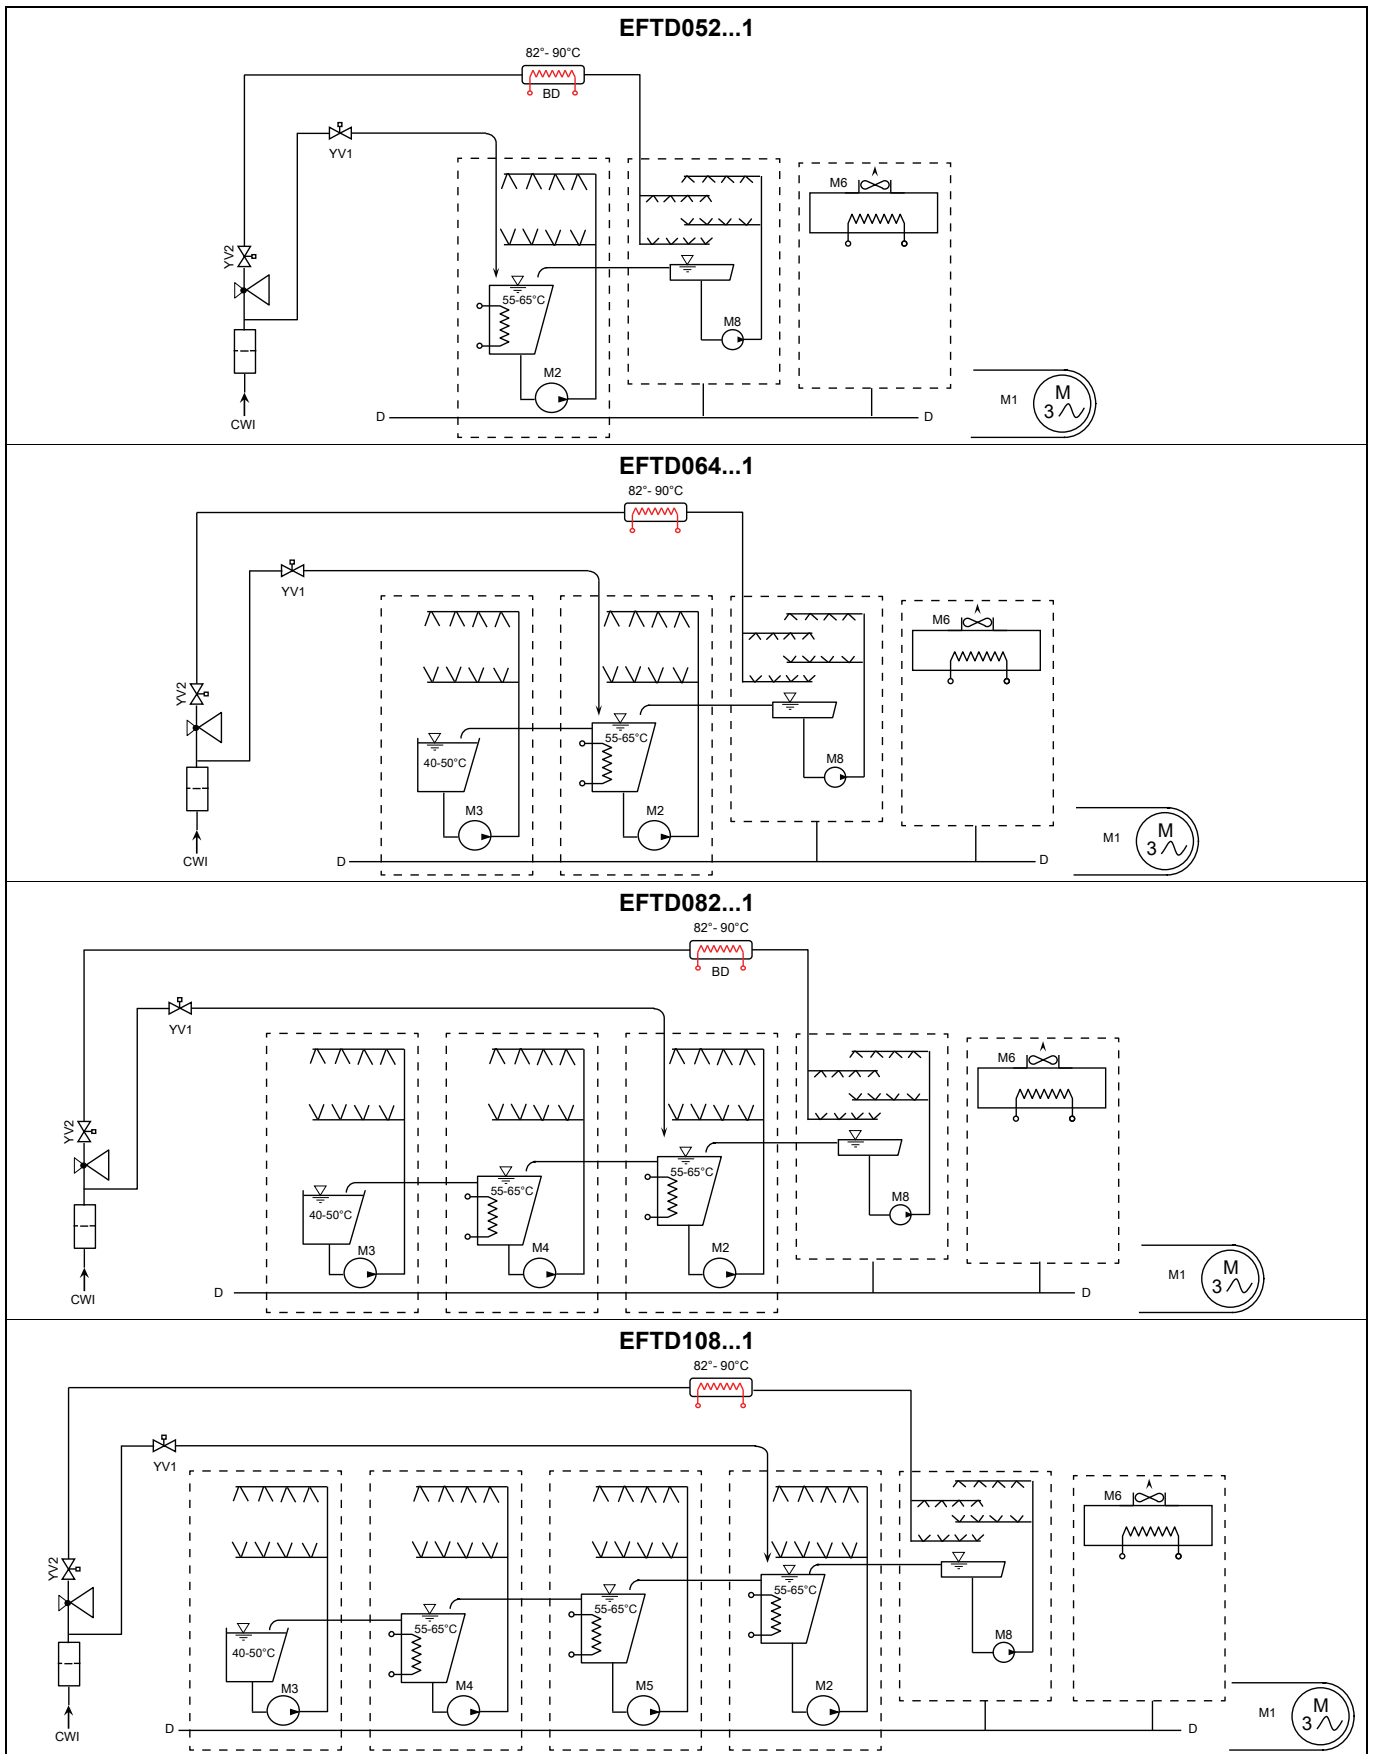 EFTD052...1
82°- 90°C
BD
YV1
M6
YV2
55-65°C
M8
M2
M1
M
3
CWI
D
D
EFTD064...1
82°- 90°C
YV1
M6
YV2
55-65°C
40-50°C
M8
M3
M2
M1
M
3
CWI
D
D
EFTD082...1
82°- 90°C
BD
YV1
M6
YV2
55-65°C
55-65°C
40-50°C
M8
M3
M4
M2
M1
M
3
CWI
D
D
EFTD108...1
82°- 90°C
YV1
M6
YV2
55-65°C
55-65°C
55-65°C
40-50°C
M8
M3
M4
M5
M2
M1
M
3
CWI
D
D